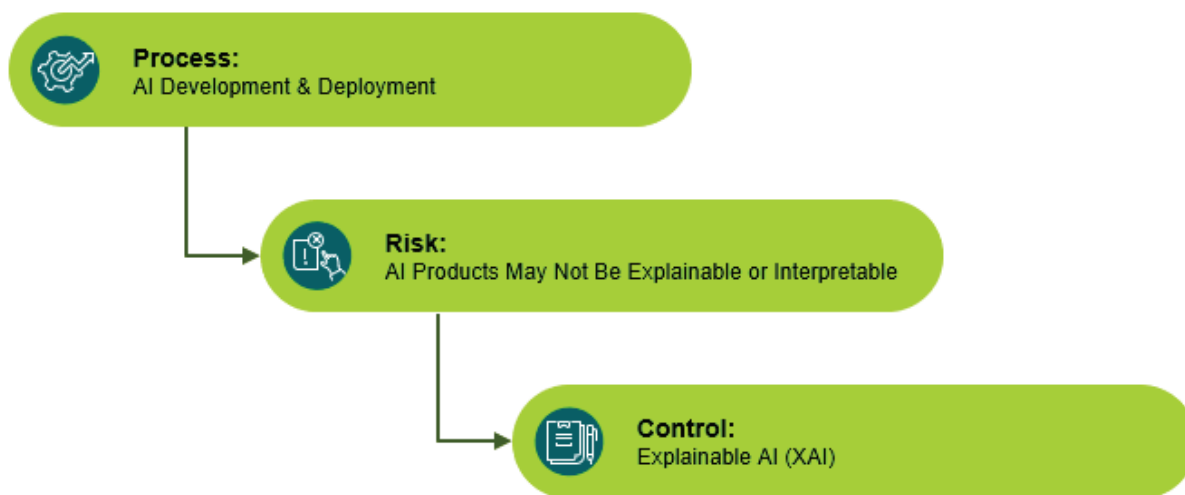 Process:
AI Development & Deployment
Risk:
AI Products May Not Be Explainable or Interpretable
Control:
Explainable AI (XAI)